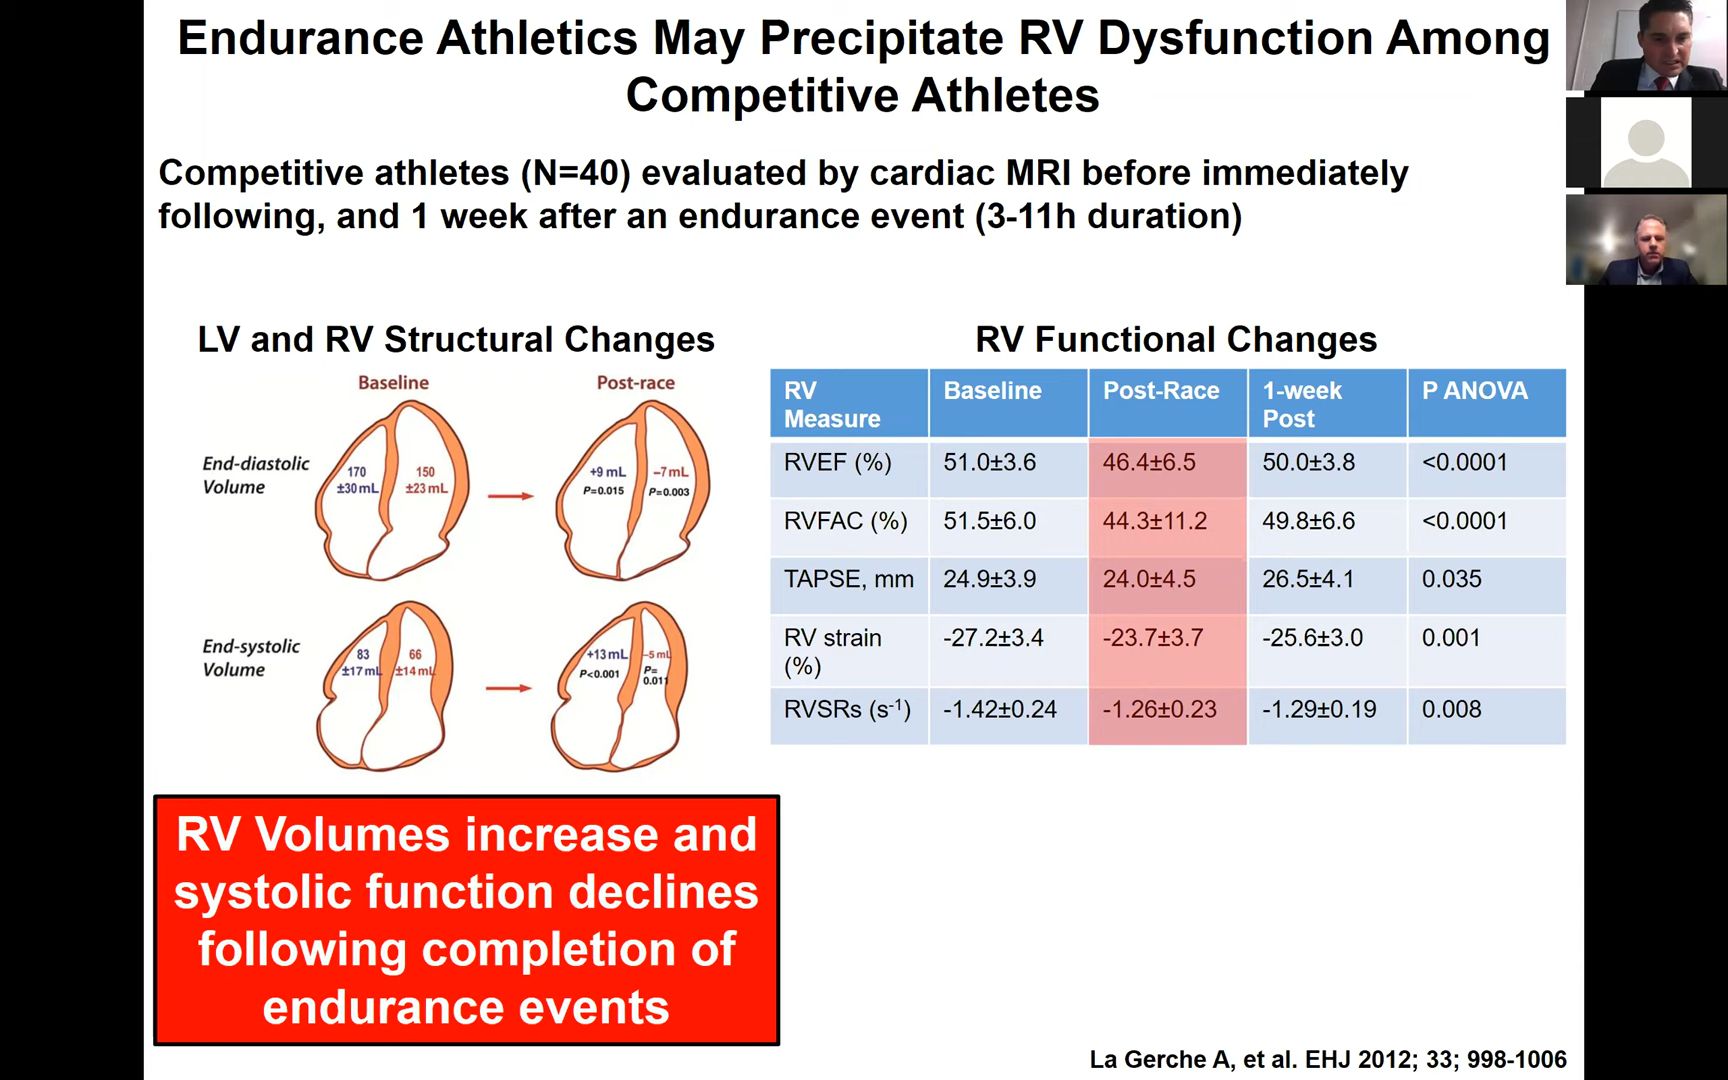 Endurance Athletics May Precipitate RV Dysfunction Among
Competitive Athletes
Competitive athletes (N=40) evaluated by cardiac MRI before immediately
following, and 1 week after an endurance event (3-11h duration)
LV and RV Structural Changes
Baseline
Post-race
End-diastolic
Volume
170
±30 mL
150
±23 mL
+9 mL
P=0.015
−7 mL
P=0.003
End-systolic
Volume
83
±17 mL
66
±14 mL
+13 mL
P<0.001
−5 mL
P=
0.011
RV Functional Changes
RV Measure Baseline Post-Race 1-week Post P ANOVA
RVEF (%) 51.0±3.6 46.4±6.5 50.0±3.8 <0.0001
RVFAC (%) 51.5±6.0 44.3±11.2 49.8±6.6 <0.0001
TAPSE, mm 24.9±3.9 24.0±4.5 26.5±4.1 0.035
RV strain (%) -27.2±3.4 -23.7±3.7 -25.6±3.0 0.001
RVSRs (s-1) -1.42±0.24 -1.26±0.23 -1.29±0.19 0.008
RV Volumes increase and
systolic function declines
following completion of
endurance events
La Gerche A, et al. EHJ 2012; 33; 998-1006